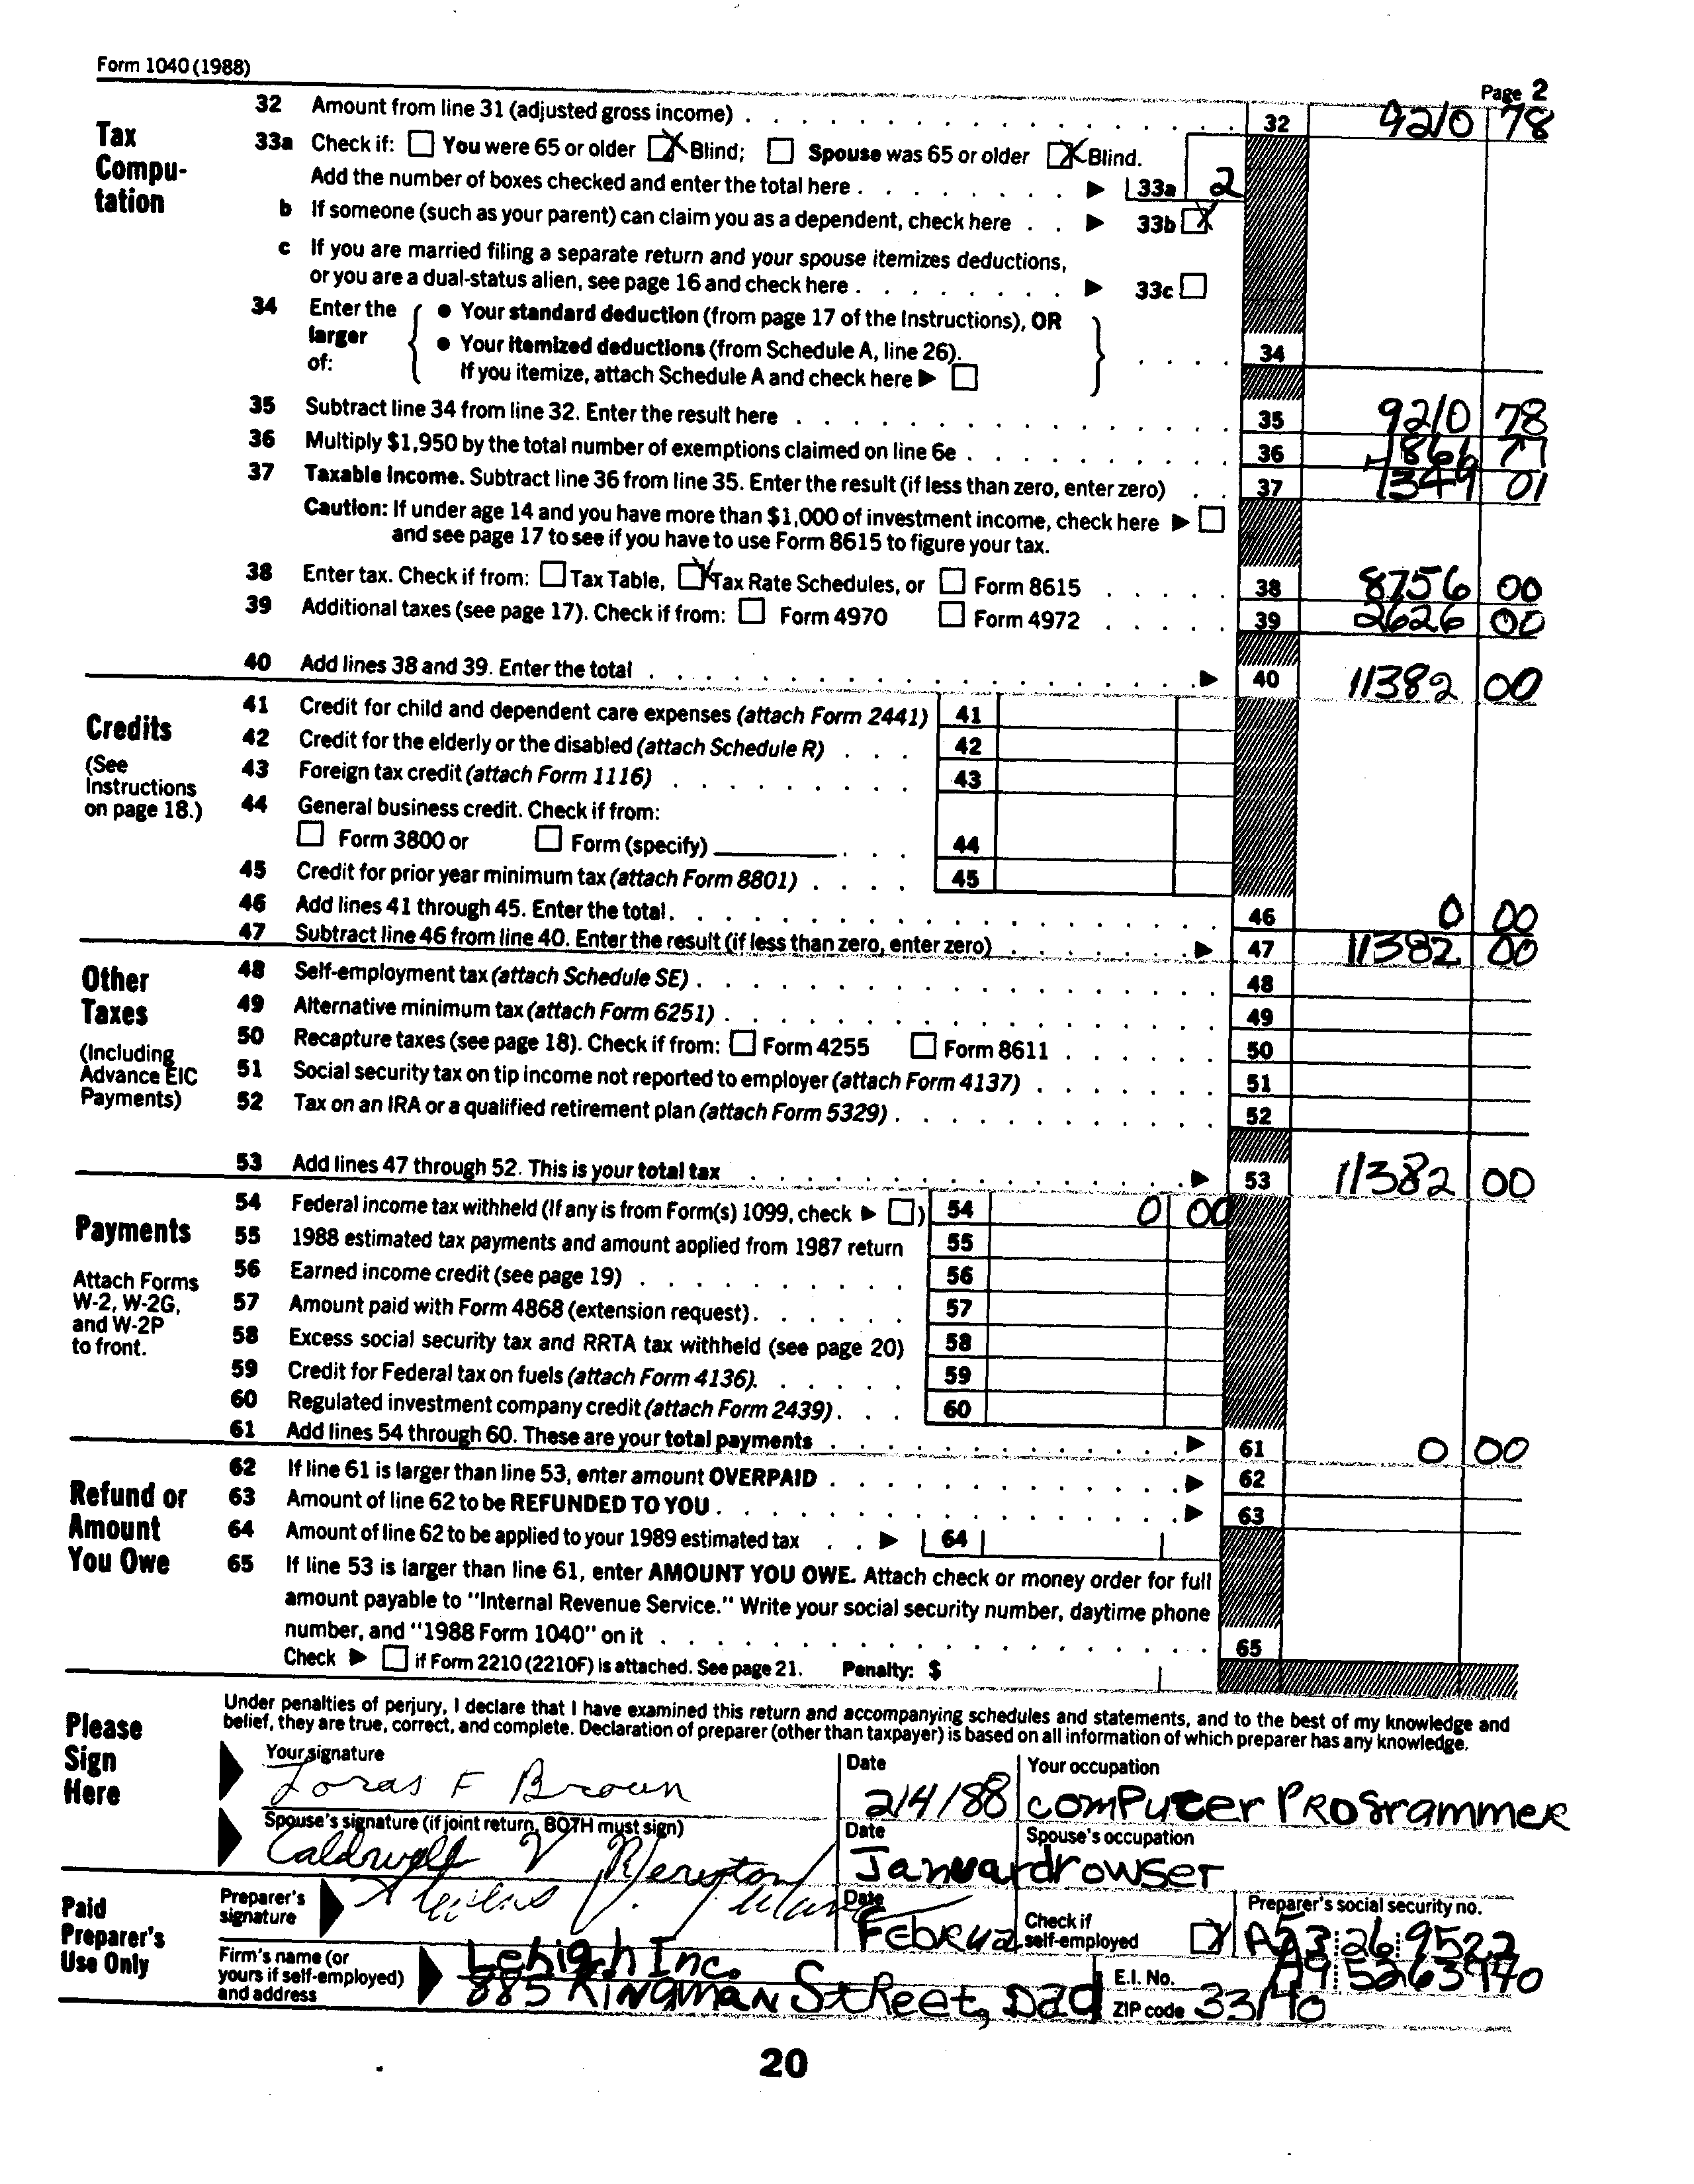 Form 1040 (1988)
Page 2
Tax Compu-tation
32 Amount from line 31 (adjusted gross income) 32 9210 78
33a Check if: You were 65 or older X Blind; Spouse was 65 or older X Blind.
Add the number of boxes checked and enter the total here 33a 2
b If someone (such as your parent) can claim you as a dependent, check here 33b X
c If you are married filing a separate return and your spouse itemizes deductions,
or you are a dual-status alien, see page 16 and check here 33c
34 Enter the larger of:
• Your standard deduction (from page 17 of the Instructions), OR
• Your itemized deductions (from Schedule A, line 26).
If you itemize, attach Schedule A and check here 34
35 Subtract line 34 from line 32. Enter the result here 35 9210 78
36 Multiply $1,950 by the total number of exemptions claimed on line 6e 36 77
37 Taxable income. Subtract line 36 from line 35. Enter the result (if less than zero, enter zero) 37 01
Caution: If under age 14 and you have more than $1,000 of investment income, check here
and see page 17 to see if you have to use Form 8615 to figure your tax.
38 Enter tax. Check if from: Tax Table, X Tax Rate Schedules, or Form 8615 38 8756 00
39 Additional taxes (see page 17). Check if from: Form 4970 Form 4972 39 2626 00
40 Add lines 38 and 39. Enter the total 40 11382 00
Credits
(See Instructions on page 18.)
41 Credit for child and dependent care expenses (attach Form 2441) 41
42 Credit for the elderly or the disabled (attach Schedule R) 42
43 Foreign tax credit (attach Form 1116) 43
44 General business credit. Check if from:
Form 3800 or Form (specify) 44
45 Credit for prior year minimum tax (attach Form 8801) 45
46 Add lines 41 through 45. Enter the total 46 0 00
47 Subtract line 46 from line 40. Enter the result (if less than zero, enter zero) 47 11382 00
Other Taxes
(Including Advance EIC Payments)
48 Self-employment tax (attach Schedule SE) 48
49 Alternative minimum tax (attach Form 6251) 49
50 Recapture taxes (see page 18). Check if from: Form 4255 Form 8611 50
51 Social security tax on tip income not reported to employer (attach Form 4137) 51
52 Tax on an IRA or a qualified retirement plan (attach Form 5329) 52
53 Add lines 47 through 52. This is your total tax 53 11382 00
Payments
Attach Forms W-2, W-2G, and W-2P to front.
54 Federal income tax withheld (If any is from Form(s) 1099, check ) 54 0 00
55 1988 estimated tax payments and amount applied from 1987 return 55
56 Earned income credit (see page 19) 56
57 Amount paid with Form 4868 (extension request) 57
58 Excess social security tax and RRTA tax withheld (see page 20) 58
59 Credit for Federal tax on fuels (attach Form 4136) 59
60 Regulated investment company credit (attach Form 2439) 60
61 Add lines 54 through 60. These are your total payments 61 0 00
Refund or Amount You Owe
62 If line 61 is larger than line 53, enter amount OVERPAID 62
63 Amount of line 62 to be REFUNDED TO YOU 63
64 Amount of line 62 to be applied to your 1989 estimated tax 64
65 If line 53 is larger than line 61, enter AMOUNT YOU OWE. Attach check or money order for full
amount payable to "Internal Revenue Service." Write your social security number, daytime phone
number, and "1988 Form 1040" on it 65
Check if Form 2210 (2210F) is attached. See page 21. Penalty: $
Please Sign Here
Under penalties of perjury, I declare that I have examined this return and accompanying schedules and statements, and to the best of my knowledge and
belief, they are true, correct, and complete. Declaration of preparer (other than taxpayer) is based on all information of which preparer has any knowledge.
Your signature Date Your occupation
Loras F Broun 2/4/88 computer Programmer
Spouse's signature (if joint return, BOTH must sign) Date Spouse's occupation
Caldwell V
Paid Preparer's Use Only
Preparer's signature Date Februa Check if self-employed X Preparer's social security no.
Firm's name (or yours if self-employed) and address
Lehigh Inc.
885 Kingman Street, Dad
E.I. No.
ZIP code 33140
20